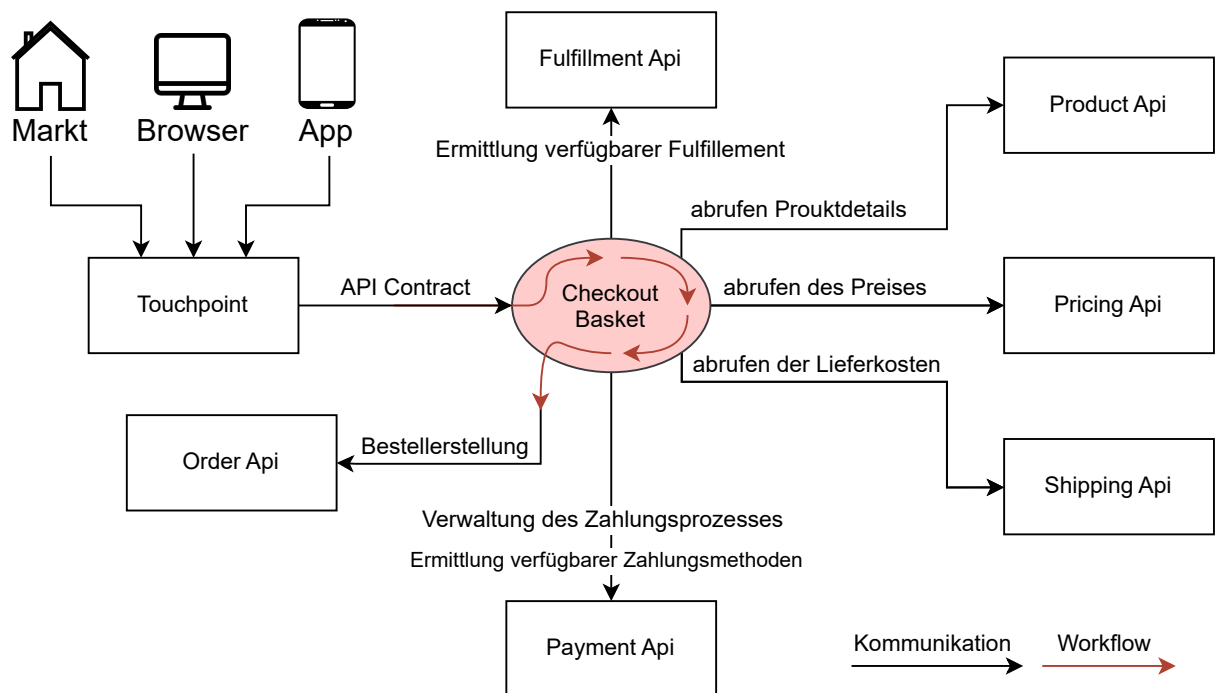 Markt
Browser
App
Fulfillment Api
Product Api
Ermittlung verfügbarer Fulfillement
abrufen Prouktdetails
Touchpoint
API Contract
Checkout
Basket
abrufen des Preises
Pricing Api
abrufen der Lieferkosten
Order Api
Bestellerstellung
Shipping Api
Verwaltung des Zahlungsprozesses
Ermittlung verfügbarer Zahlungsmethoden
Payment Api
Kommunikation
Workflow